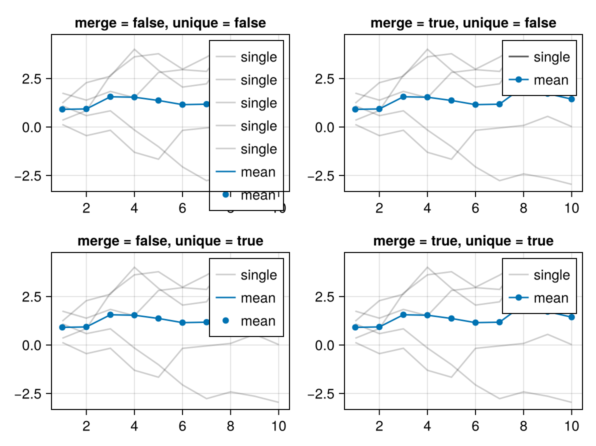 merge = false, unique = false
single
single
single
single
single
mean
mean
2.5
0.0
−2.5
2 4 6 8 10
merge = true, unique = false
single
mean
2.5
0.0
−2.5
2 4 6 8 10
merge = false, unique = true
single
mean
mean
2.5
0.0
−2.5
2 4 6 8 10
merge = true, unique = true
single
mean
2.5
0.0
−2.5
2 4 6 8 10